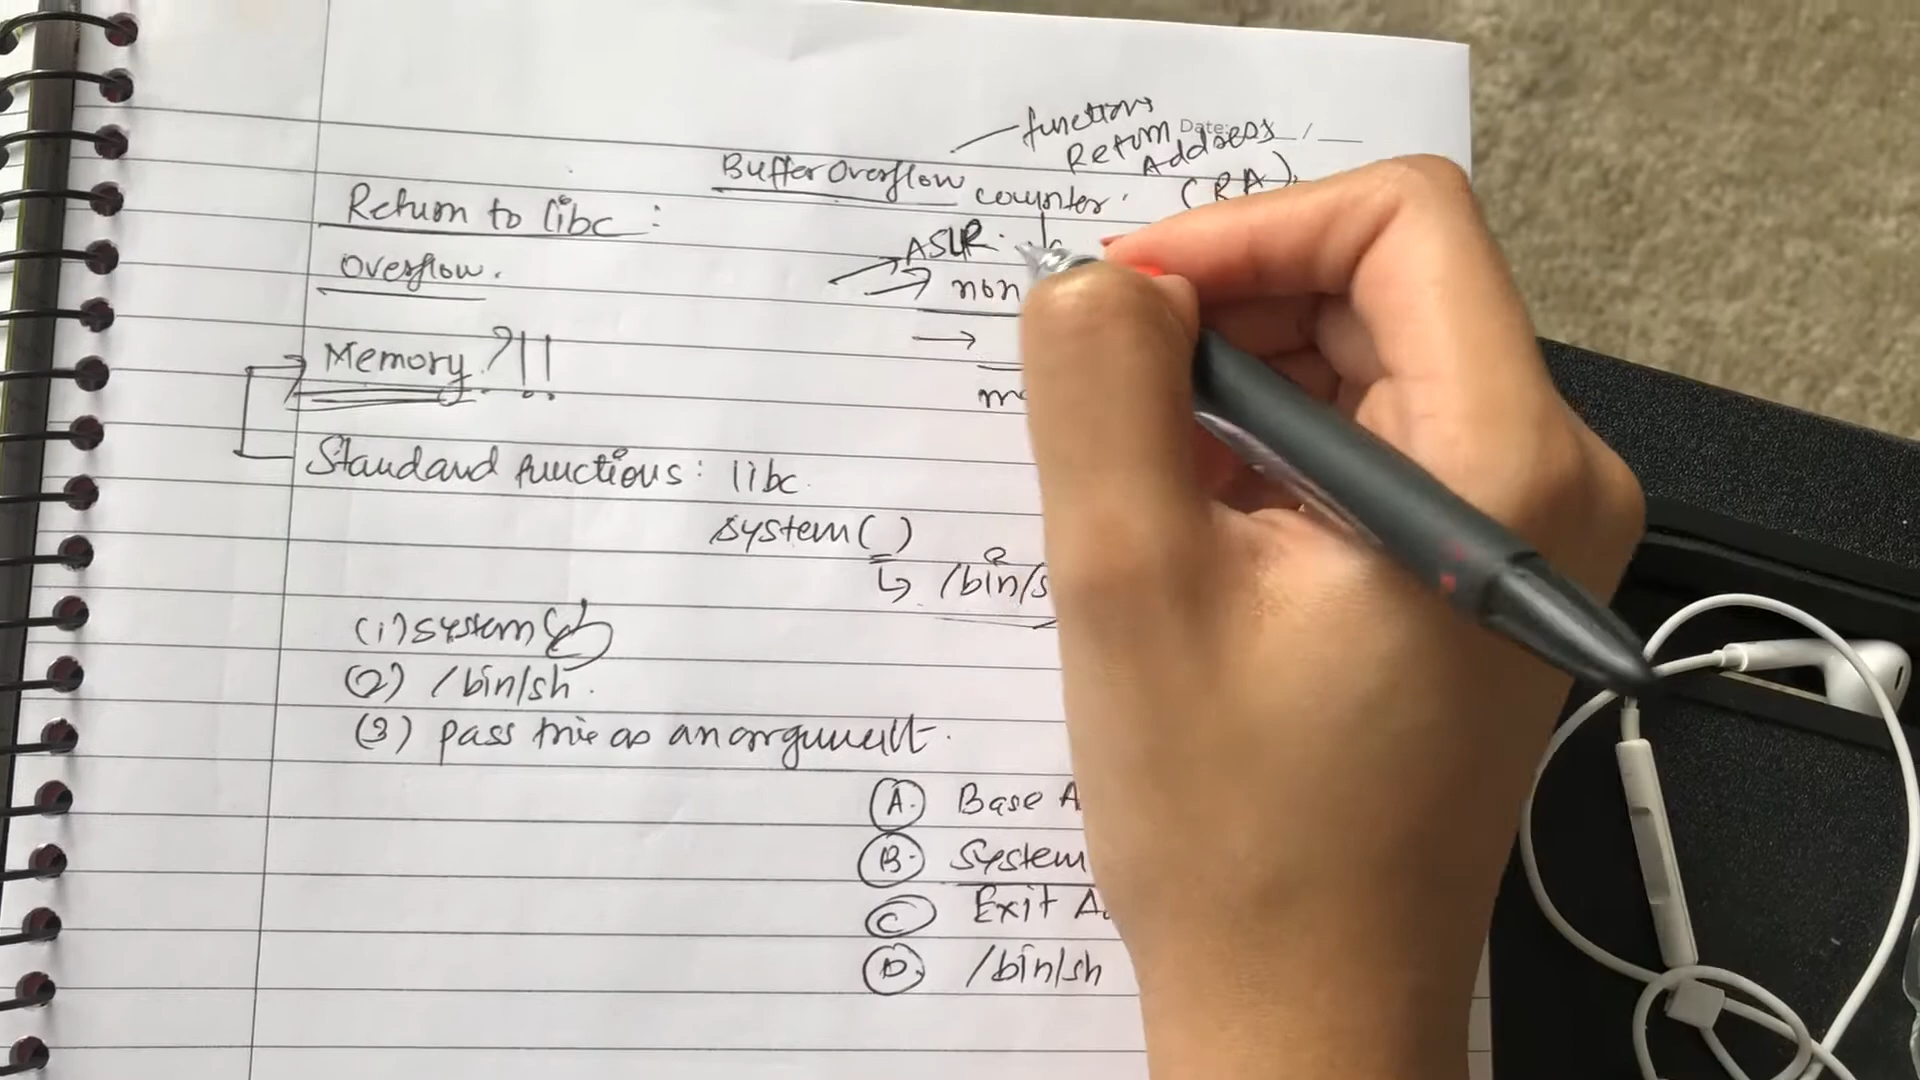 functions
Return Address
Date: / 
(RA).
Buffer Overflow counter.
Return to libc :
ASLR.
Overflow.
non
Memory ?!!
Standard functions: libc.
system( )
↳ /bin/s
(1) system
(2) /bin/sh.
(3) pass this as an argument.
A. Base A
B. System
C Exit A
D. /bin/sh